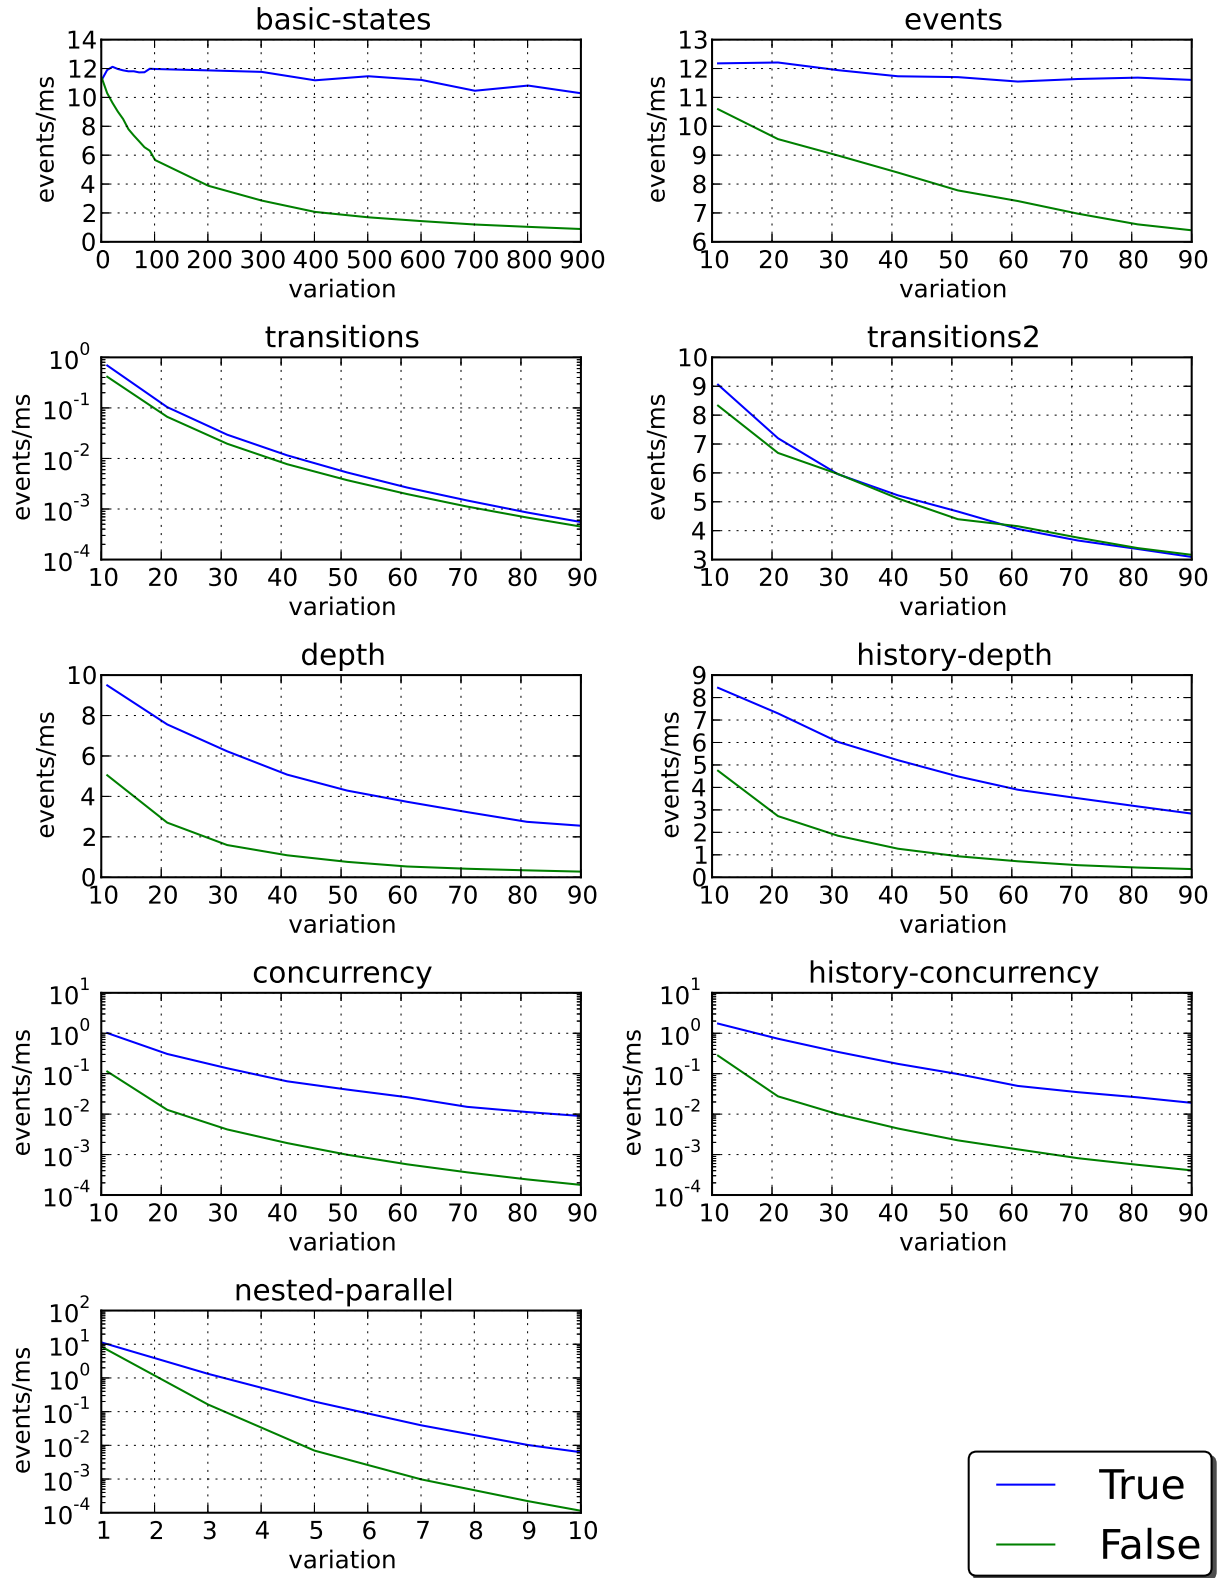 basic-states
events/ms
14
12
10
8
6
4
2
0
0 100 200 300 400 500 600 700 800 900
variation
events
events/ms
13
12
11
10
9
8
7
6
10 20 30 40 50 60 70 80 90
variation
transitions
events/ms
10^0
10^-1
10^-2
10^-3
10^-4
10 20 30 40 50 60 70 80 90
variation
transitions2
events/ms
10
9
8
7
6
5
4
3
10 20 30 40 50 60 70 80 90
variation
depth
events/ms
10
8
6
4
2
0
10 20 30 40 50 60 70 80 90
variation
history-depth
events/ms
9
8
7
6
5
4
3
2
1
0
10 20 30 40 50 60 70 80 90
variation
concurrency
events/ms
10^1
10^0
10^-1
10^-2
10^-3
10^-4
10 20 30 40 50 60 70 80 90
variation
history-concurrency
events/ms
10^1
10^0
10^-1
10^-2
10^-3
10^-4
10 20 30 40 50 60 70 80 90
variation
nested-parallel
events/ms
10^2
10^1
10^0
10^-1
10^-2
10^-3
10^-4
1 2 3 4 5 6 7 8 9 10
variation
True
False